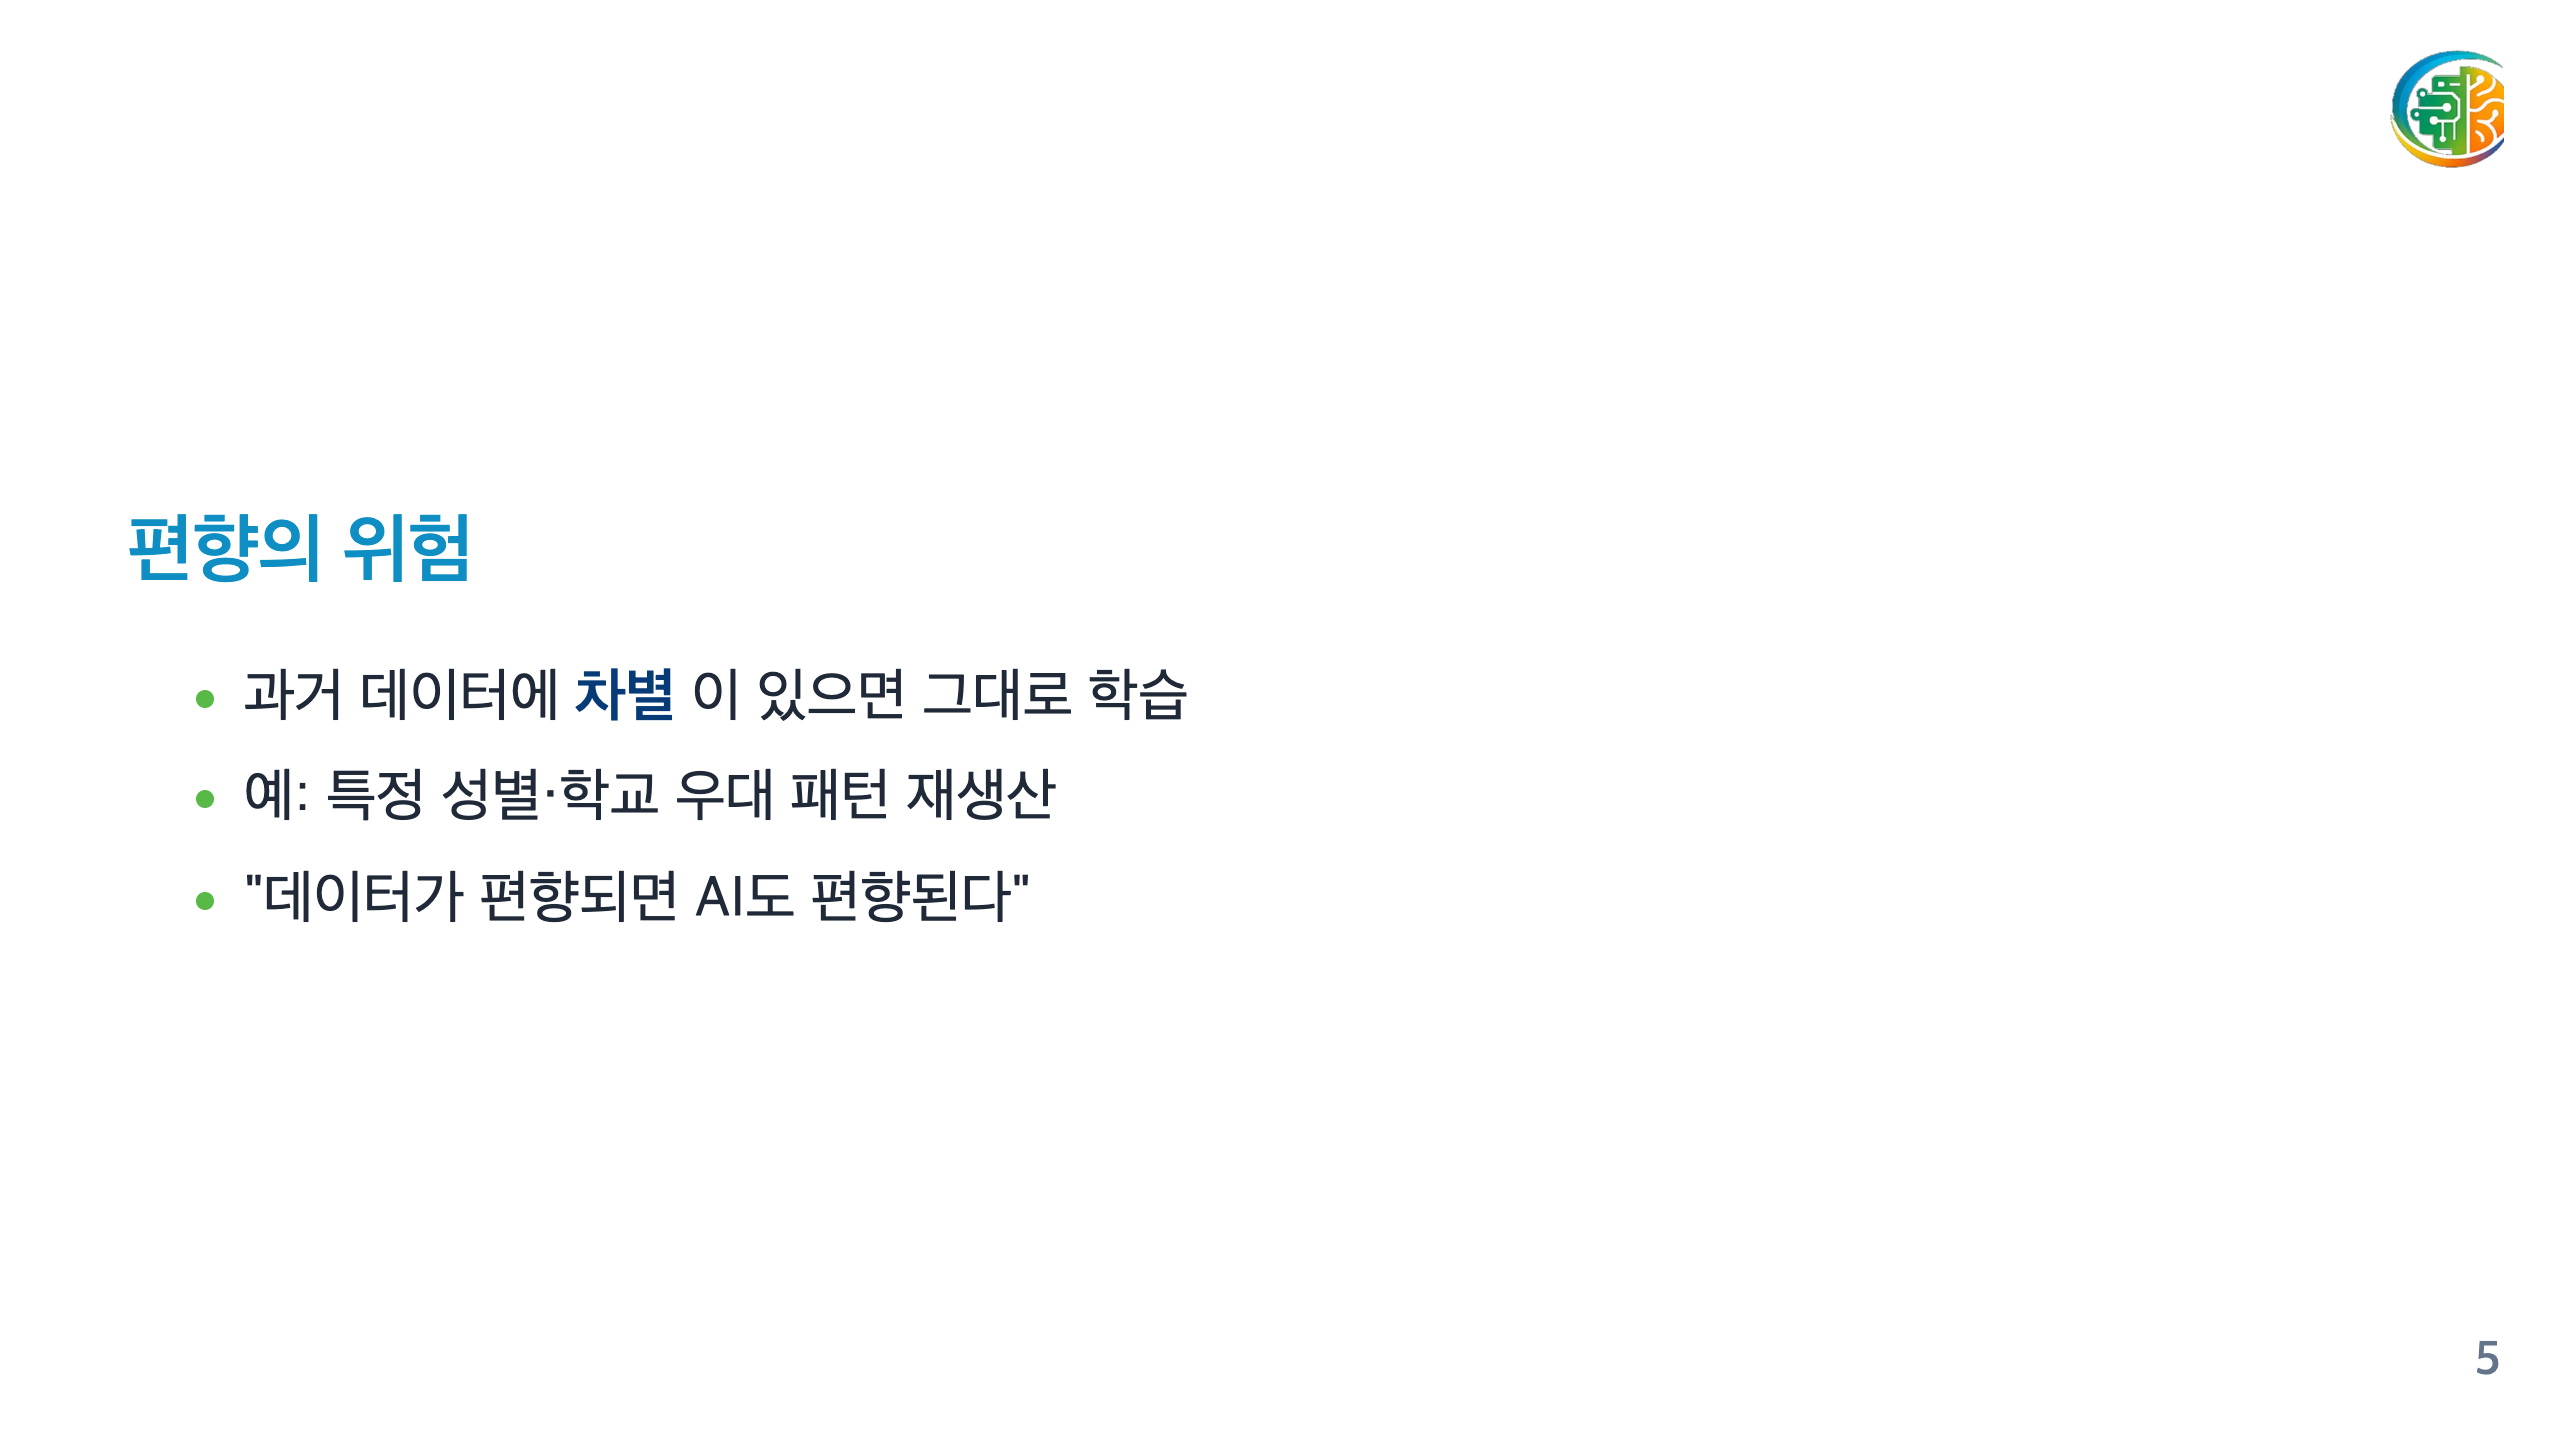 편향의 위험
• 과거 데이터에 차별 이 있으면 그대로 학습
• 예: 특정 성별·학교 우대 패턴 재생산
• "데이터가 편향되면 AI도 편향된다"
5